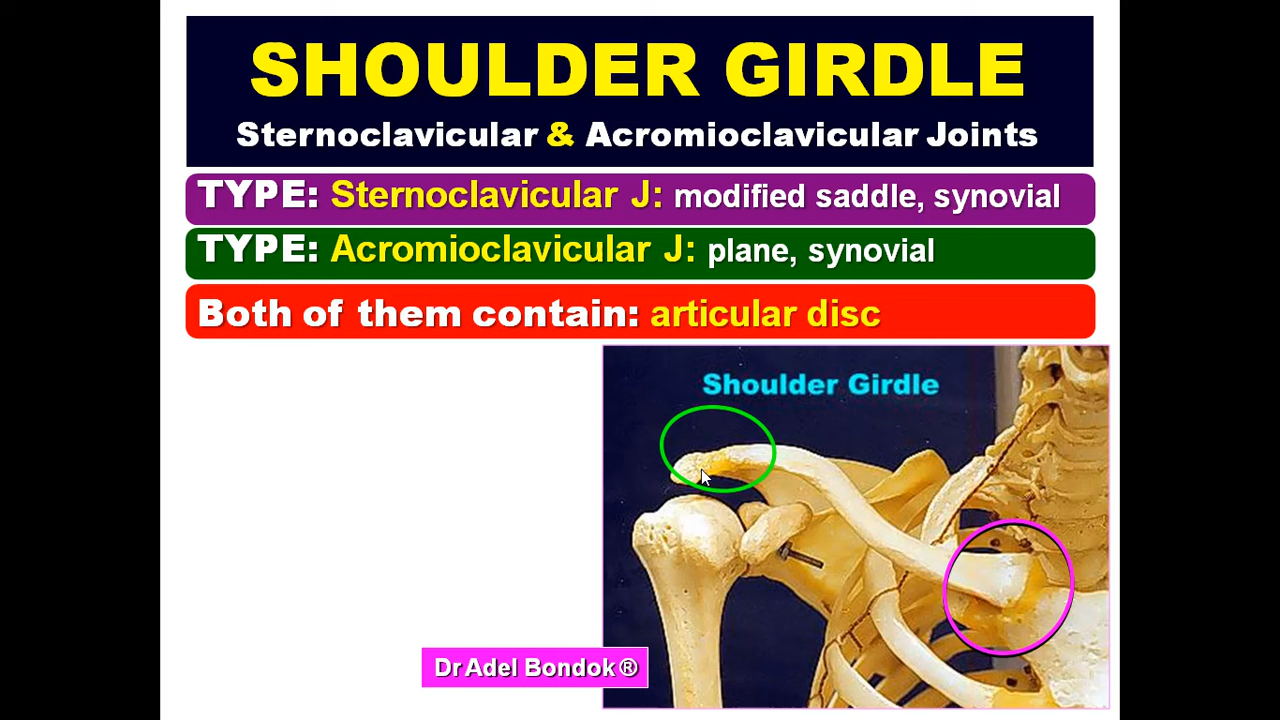 SHOULDER GIRDLE
Sternoclavicular & Acromioclavicular Joints
TYPE: Sternoclavicular J: modified saddle, synovial
TYPE: Acromioclavicular J: plane, synovial
Both of them contain: articular disc
Shoulder Girdle
Dr Adel Bondok ®